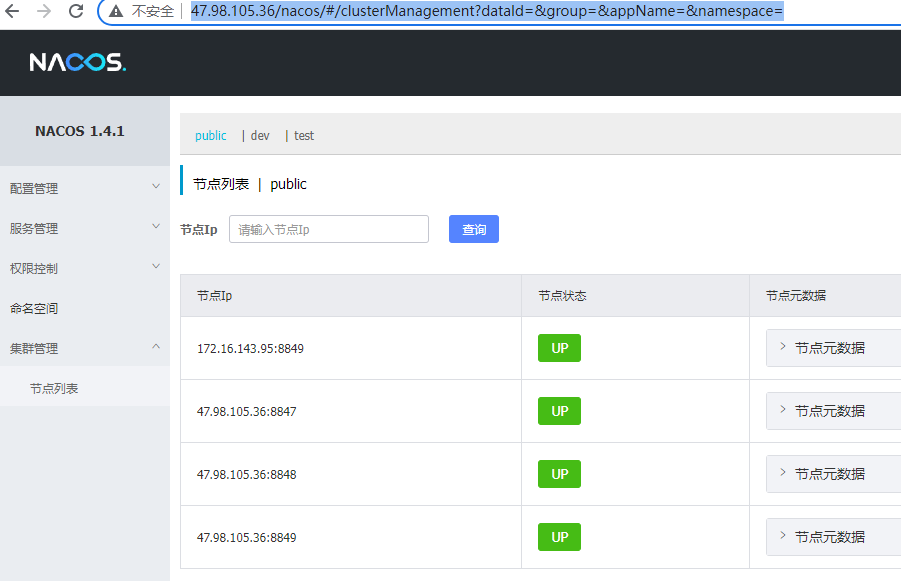 不安全 47.98.105.36/nacos/#/clusterManagement?dataId=&group=&appName=&namespace=
NACOS.
NACOS 1.4.1
public | dev | test
配置管理
节点列表 | public
服务管理
节点Ip 请输入节点Ip 查询
权限控制
命名空间
节点Ip 节点状态 节点元数据
集群管理
172.16.143.95:8849 UP 节点元数据
节点列表
47.98.105.36:8847 UP 节点元数据
47.98.105.36:8848 UP 节点元数据
47.98.105.36:8849 UP 节点元数据